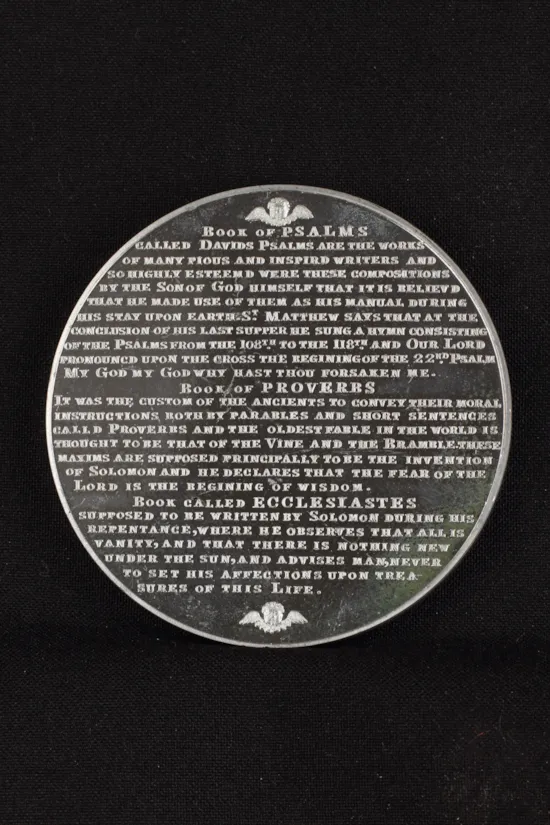 Book of PSALMS
called Davids Psalms are the works
of many pious and inspird writers and
so highly esteemd were these compositions
by the Son of God himself that it is believd
that he made use of them as his manual during
his stay upon earth St. Matthew says that at the
conclusion of his last supper he sung a hymn consisting
of the Psalms from the 108th to the 118th and Our Lord
pronouncd upon the cross the begining of the 22nd Psalm
My God my God why hast thou forsaken me.
Book of PROVERBS
It was the custom of the ancients to convey their moral
instructions both by parables and short sentences
calld Proverbs and the oldest fable in the world is
thought to be that of the Vine and the Bramble. these
maxims are supposed principally to be the invention
of Solomon and he declares that the fear of the
Lord is the begining of wisdom.
Book called ECCLESIASTES
supposed to be written by Solomon during his
repentance, where he observes that all is
vanity, and that there is nothing new
under the sun, and advises man, never
to set his affections upon trea-
sures of this Life.